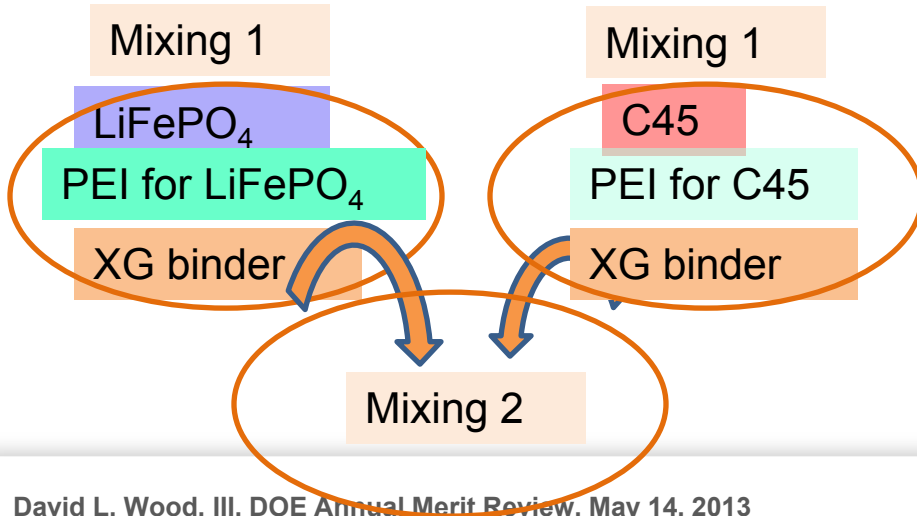 Mixing 1
LiFePO₄
PEI for LiFePO₄
XG binder
Mixing 1
C45
PEI for C45
XG binder
Mixing 2
David L. Wood, III, DOE Annual Merit Review, May 14, 2013